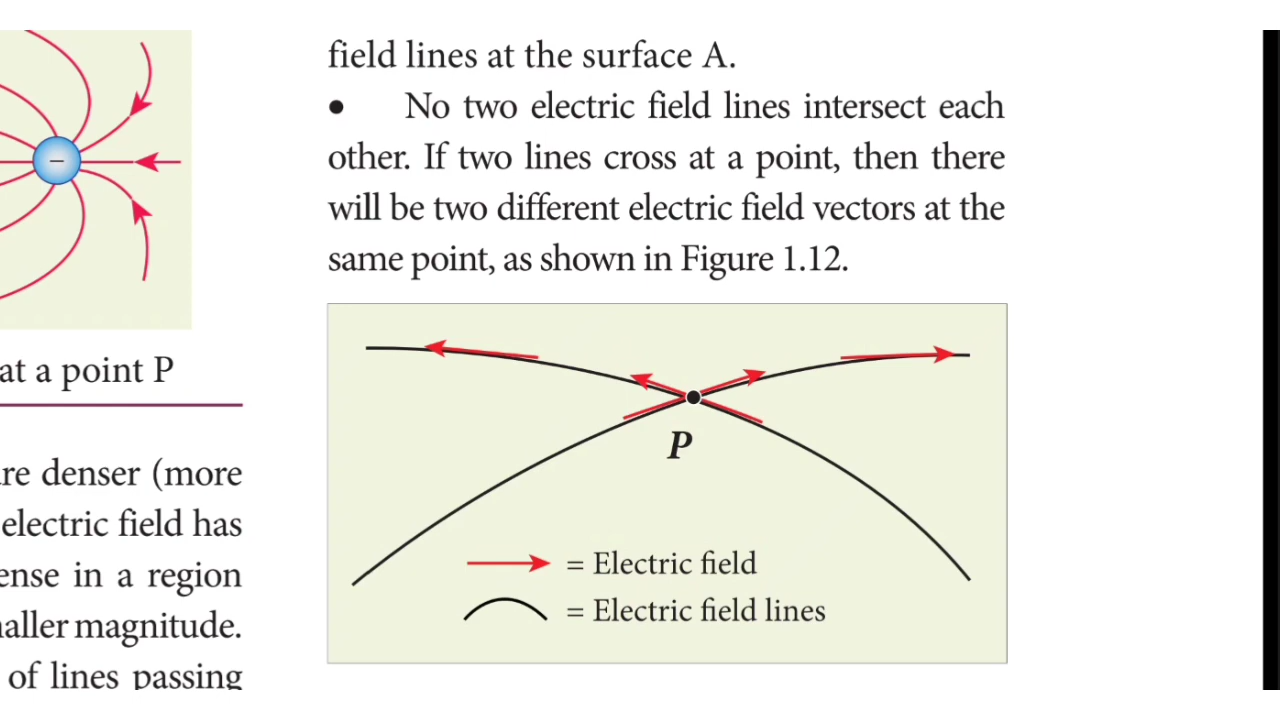 −
at a point P
are denser (more
electric field has
ense in a region
aller magnitude.
of lines passing
field lines at the surface A.
• No two electric field lines intersect each
other. If two lines cross at a point, then there
will be two different electric field vectors at the
same point, as shown in Figure 1.12.
P
= Electric field
= Electric field lines